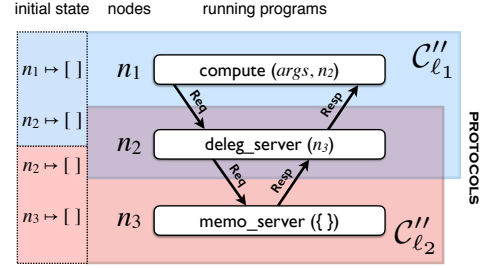 initial state nodes running programs
n₁ ↦ [ ] n₁ compute (args, n₂) 𝒞″ℓ₁
Req Resp
n₂ ↦ [ ]
n₂ deleg_server (n₃)
n₂ ↦ [ ]
Req Resp
n₃ ↦ [ ] n₃ memo_server ({ }) 𝒞″ℓ₂
PROTOCOLS